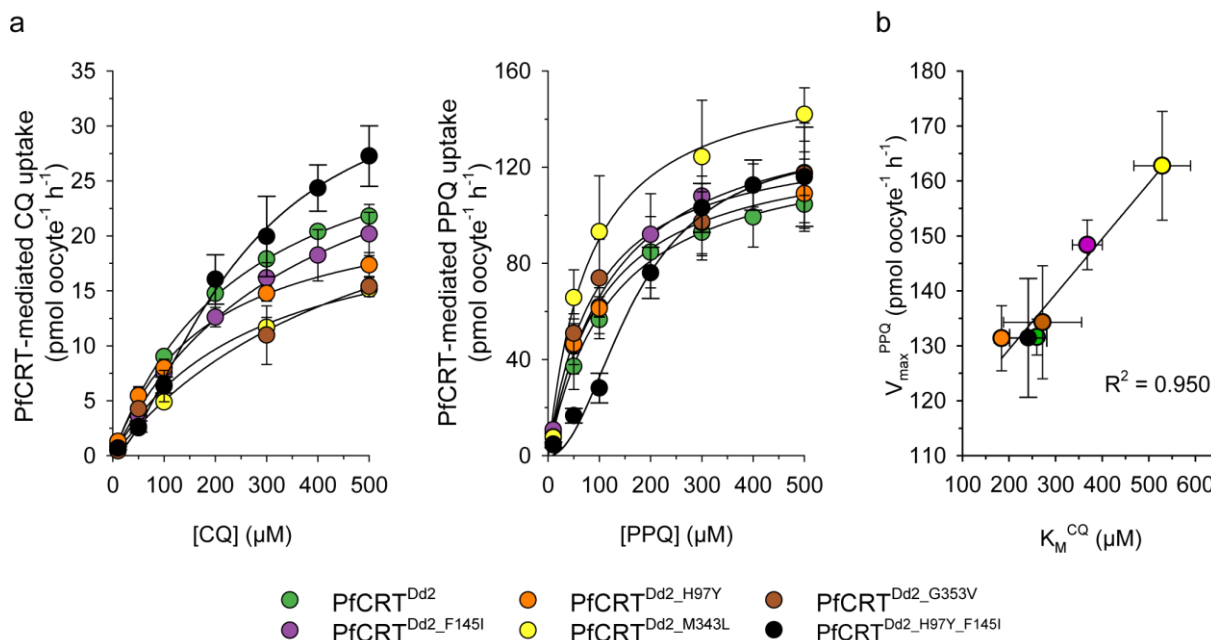 a
b
PfCRT-mediated CQ uptake
(pmol oocyte⁻¹ h⁻¹)
35
30
25
20
15
10
5
0
0 100 200 300 400 500
[CQ] (µM)
PfCRT-mediated PPQ uptake
(pmol oocyte⁻¹ h⁻¹)
160
120
80
40
0
0 100 200 300 400 500
[PPQ] (µM)
V_max^PPQ (pmol oocyte⁻¹ h⁻¹)
180
170
160
150
140
130
120
110
100 200 300 400 500 600
R² = 0.950
K_M^CQ (µM)
PfCRT^Dd2 PfCRT^Dd2_H97Y PfCRT^Dd2_G353V
PfCRT^Dd2_F145I PfCRT^Dd2_M343L PfCRT^Dd2_H97Y_F145I